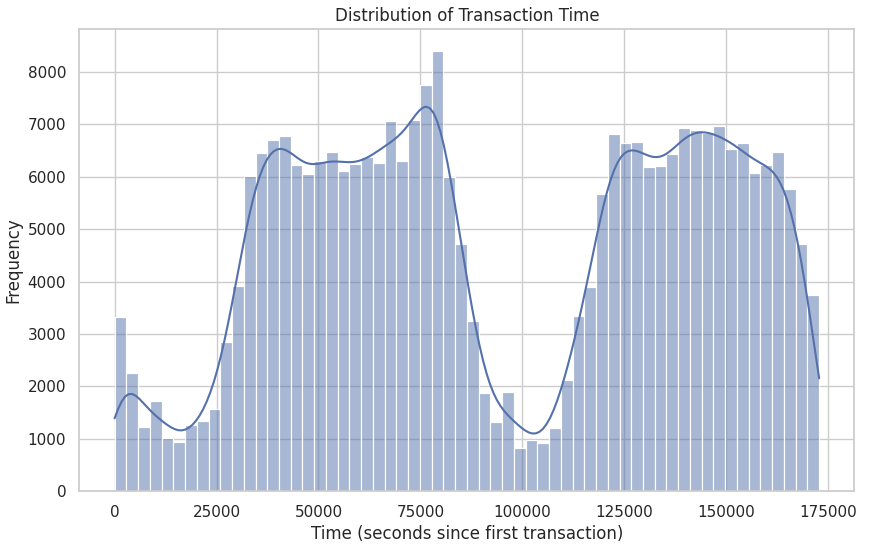 Distribution of Transaction Time
8000
7000
6000
5000
4000
3000
2000
1000
0
Frequency
0 25000 50000 75000 100000 125000 150000 175000
Time (seconds since first transaction)